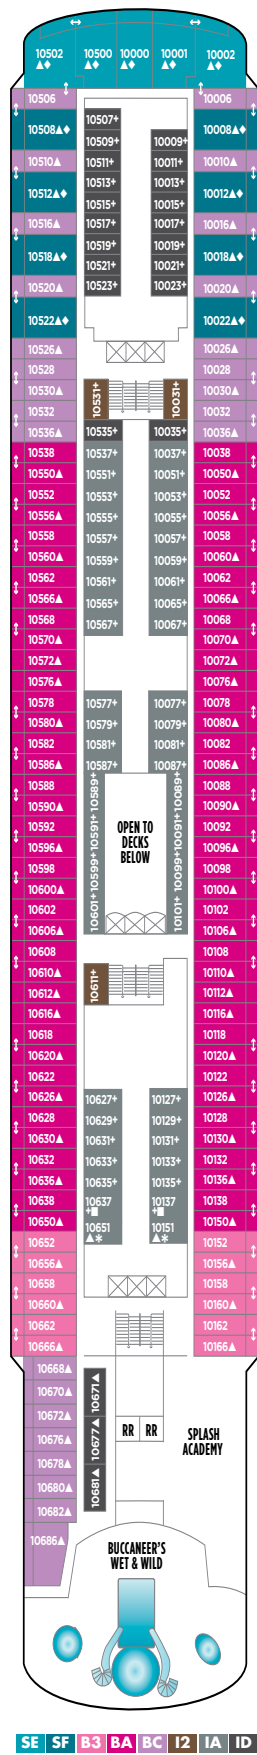 10502 10500 10000 10001 10002
▲♦ ▲♦ ▲♦ ▲♦ ▲♦
10506 10006
10507+
10508▲♦ 10008▲♦
10509+ 10009+
10510▲ 10511+ 10011+ 10010▲
10513+ 10013+
10512▲♦ 10012▲♦
10515+ 10015+
10516▲ 10517+ 10017+ 10016▲
10519+ 10019+
10518▲♦ 10018▲♦
10521+ 10021+
10520▲ 10523+ 10023+ 10020▲
10522▲♦ 10022▲♦
10526▲ 10026▲
10528 10028
10530▲ 10531+ 10031+ 10030▲
10532 10032
10536▲ 10535+ 10035+ 10036▲
10538 10537+ 10037+ 10038
10550▲ 10551+ 10051+ 10050▲
10552 10553+ 10053+ 10052
10556▲ 10555+ 10055+ 10056▲
10558 10557+ 10057+ 10058
10560▲ 10559+ 10059+ 10060▲
10562 10561+ 10061+ 10062
10566▲ 10565+ 10065+ 10066▲
10568 10567+ 10067+ 10068
10570▲ 10070▲
10572▲ 10072▲
10576▲ 10076▲
10578 10577+ 10077+ 10078
10580▲ 10579+ 10079+ 10080▲
10582 10581+ 10081+ 10082
10586▲ 10587+ 10087+ 10086▲
10588 10589+ 10089+ 10088
10590▲ 10090▲
10592 10591+ OPEN TO 10091+ 10092
DECKS
10596▲ BELOW 10096▲
10598 10599+ 10099+ 10098
10600▲ 10100▲
10602 10601+ 10101+ 10102
10606▲ 10106▲
10608 10108
10610▲ 10611+ 10110▲
10612▲ 10112▲
10616▲ 10116▲
10618 10118
10620▲ 10120▲
10622 10122
10626▲ 10627+ 10127+ 10126▲
10628 10629+ 10129+ 10128
10630▲ 10631+ 10131+ 10130▲
10632 10633+ 10133+ 10132
10636▲ 10635+ 10135+ 10136▲
10638 10637 10137 10138
+■ +■
10650▲ 10651 10151 10150▲
▲* ▲*
10652 10152
10656▲ 10156▲
10658 10158
10660▲ 10160▲
10662 10162
10666▲ 10166▲
10668▲
10670▲ 10671▲
10672▲
10676▲ 10677▲ RR RR SPLASH
ACADEMY
10678▲
10680▲ 10681▲
10682▲
10686▲
BUCCANEER'S
WET & WILD
SE SF B3 BA BC I2 IA ID